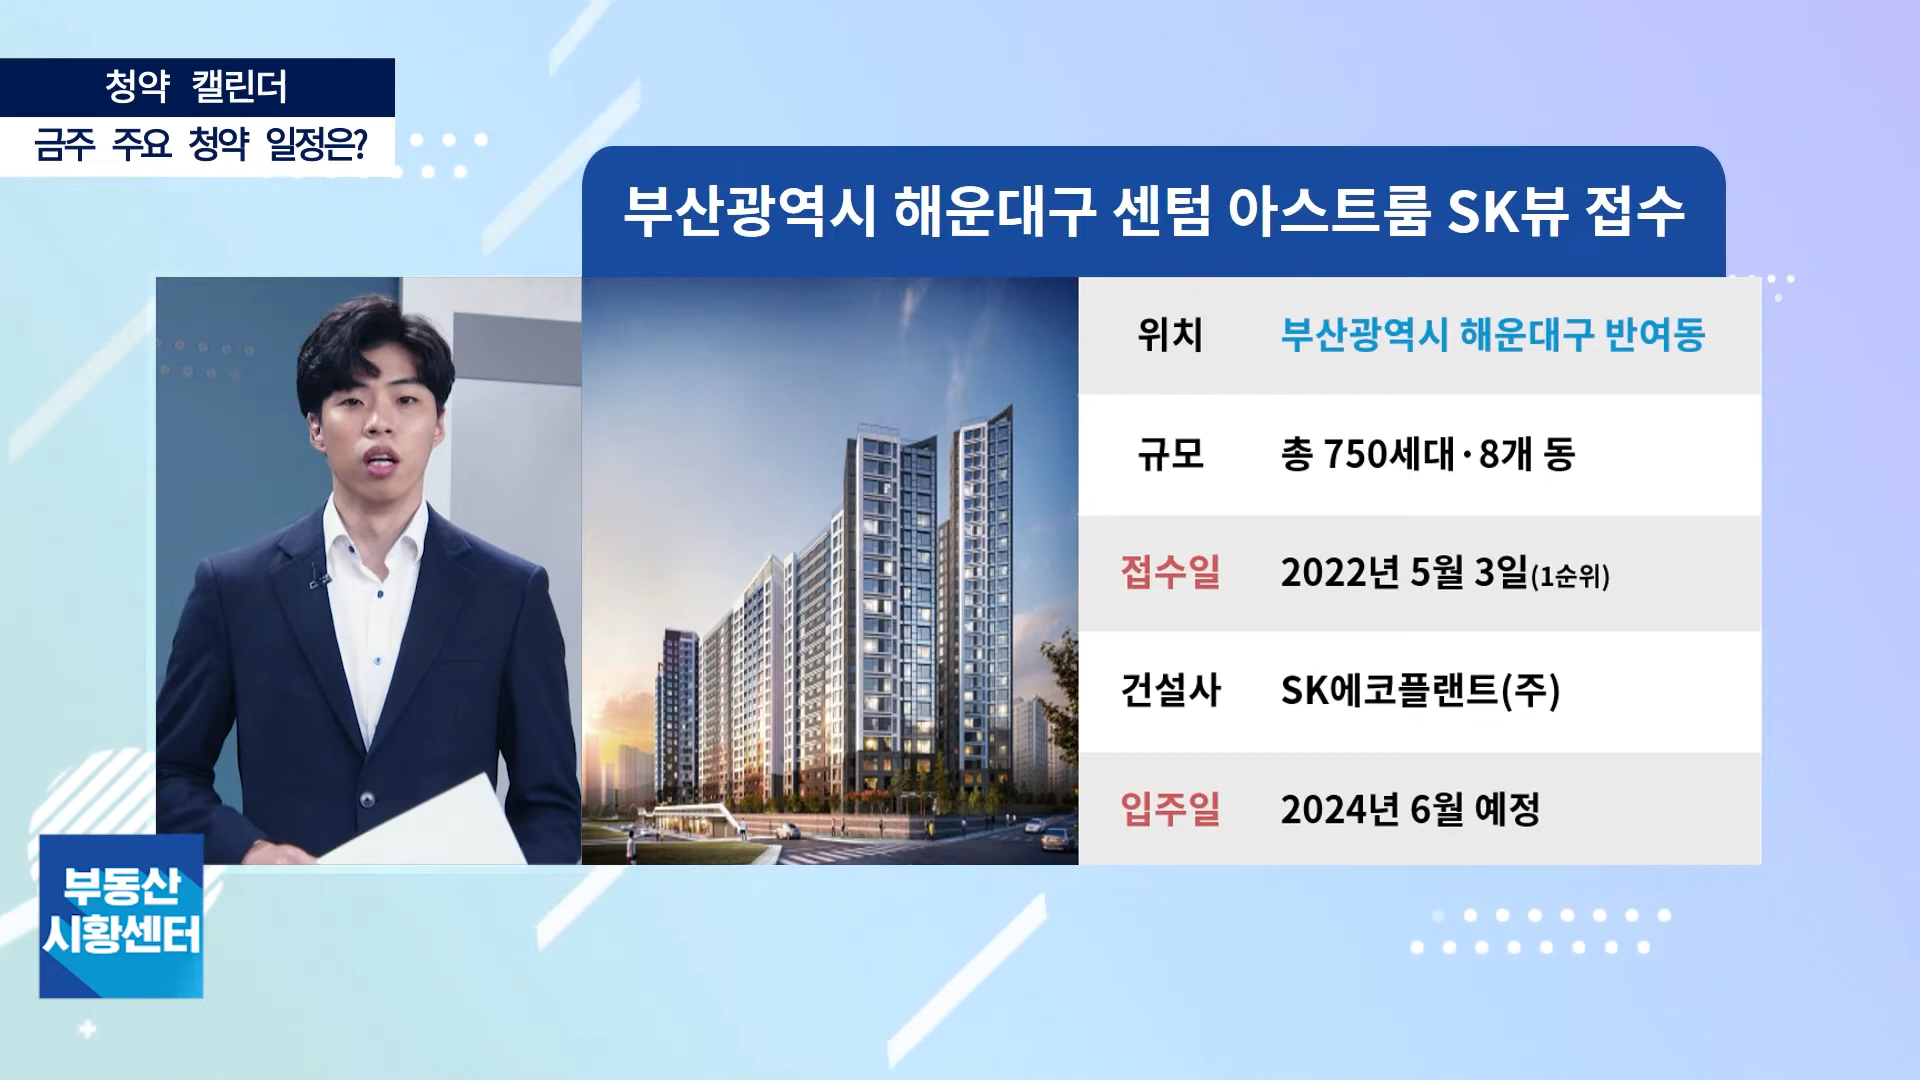 청약 캘린더
금주 주요 청약 일정은?
부산광역시 해운대구 센텀 아스트룸 SK뷰 접수
위치 부산광역시 해운대구 반여동
규모 총 750세대·8개 동
접수일 2022년 5월 3일(1순위)
건설사 SK에코플랜트(주)
입주일 2024년 6월 예정
부동산
시황센터